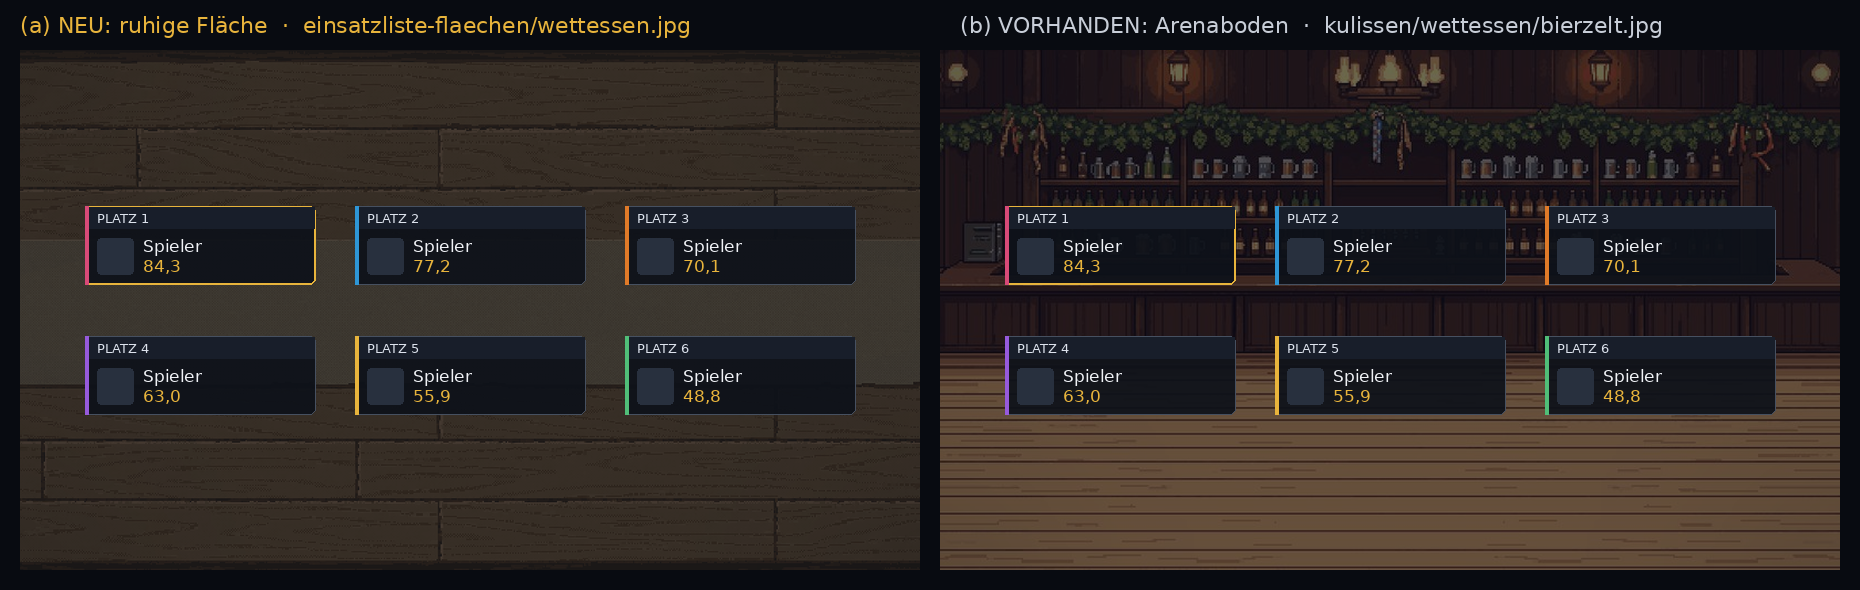 (a) NEU: ruhige Fläche · einsatzliste-flaechen/wettessen.jpg
PLATZ 1
Spieler
84,3
PLATZ 2
Spieler
77,2
PLATZ 3
Spieler
70,1
PLATZ 4
Spieler
63,0
PLATZ 5
Spieler
55,9
PLATZ 6
Spieler
48,8
(b) VORHANDEN: Arenaboden · kulissen/wettessen/bierzelt.jpg
PLATZ 1
Spieler
84,3
PLATZ 2
Spieler
77,2
PLATZ 3
Spieler
70,1
PLATZ 4
Spieler
63,0
PLATZ 5
Spieler
55,9
PLATZ 6
Spieler
48,8